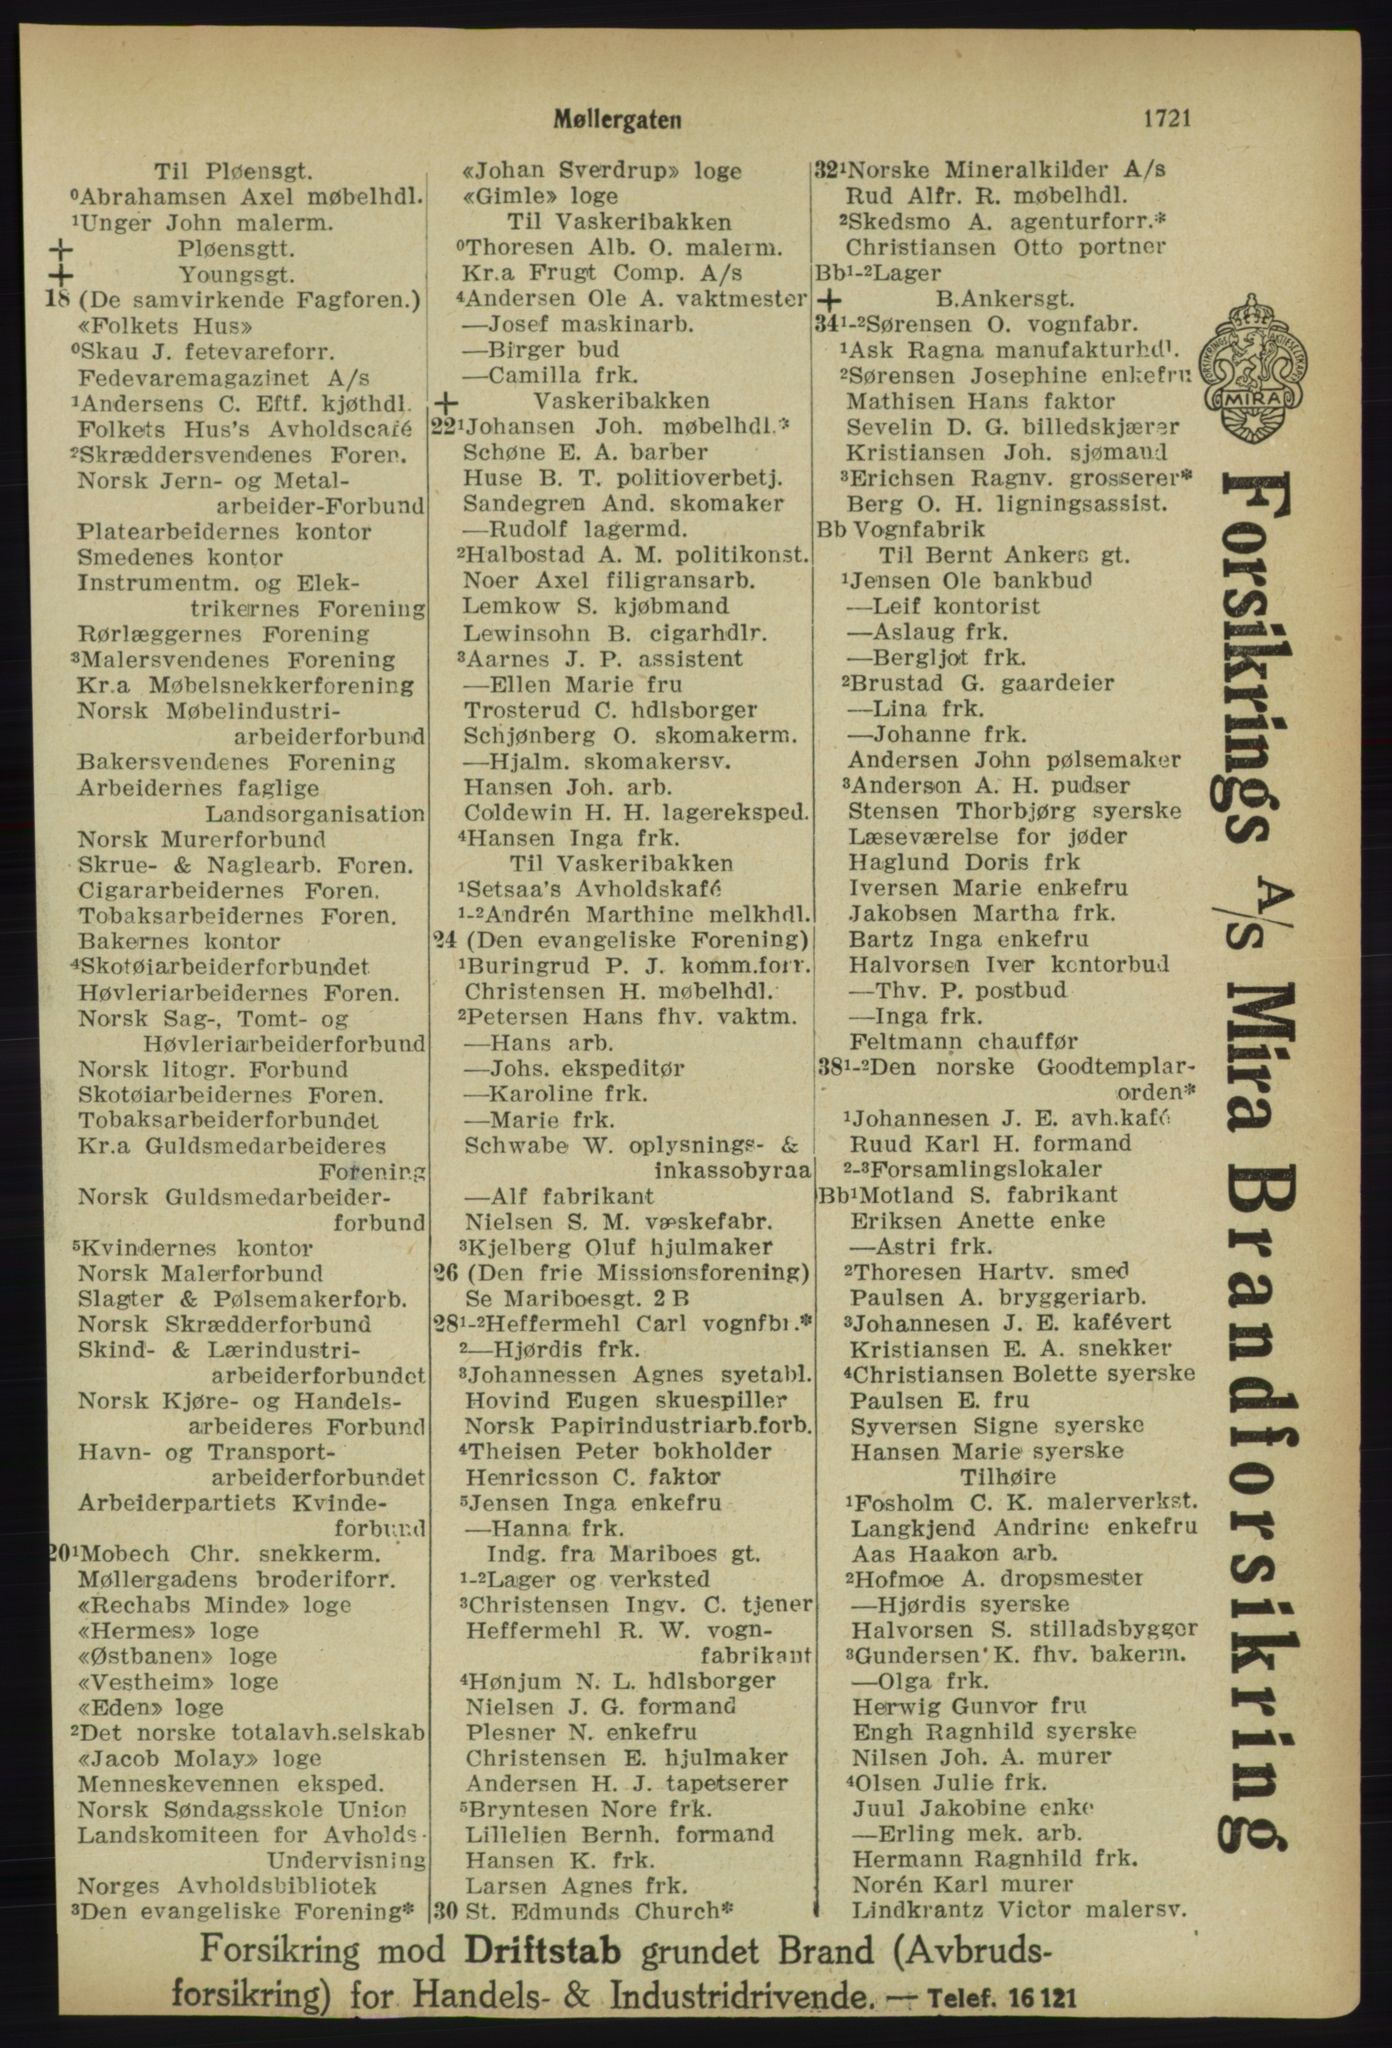 Møllergaten
1721
Til Pløensgt.
⁰Abrahamsen Axel møbelhdl.
¹Unger John malerm.
+ Pløensgtt.
+ Youngsgt.
18 (De samvirkende Fagforen.)
«Folkets Hus»
⁰Skau J. fetevareforr.
Fedevaremagazinet A/s
¹Andersens C. Eftf. kjøthdl.
Folkets Hus's Avholdscafé
²Skræddersvendenes Foren.
Norsk Jern- og Metal-
arbeider-Forbund
Platearbeidernes kontor
Smedenes kontor
Instrumentm. og Elek-
trikernes Forening
Rørlæggernes Forening
³Malersvendenes Forening
Kr.a Møbelsnekkerforening
Norsk Møbelindustri-
arbeiderforbund
Bakersvendenes Forening
Arbeidernes faglige
Landsorganisation
Norsk Murerforbund
Skrue- & Naglearb. Foren.
Cigararbeidernes Foren.
Tobaksarbeidernes Foren.
Bakernes kontor
⁴Skotøiarbeiderforbundet
Høvleriarbeidernes Foren.
Norsk Sag-, Tomt- og
Høvleriarbeiderforbund
Norsk litogr. Forbund
Skotøiarbeidernes Foren.
Tobaksarbeiderforbundet
Kr.a Guldsmedarbeideres
Forening
Norsk Guldsmedarbeider-
forbund
⁵Kvindernes kontor
Norsk Malerforbund
Slagter & Pølsemakerforb.
Norsk Skrædderforbund
Skind- & Lærindustri-
arbeiderforbundet
Norsk Kjøre- og Handels-
arbeideres Forbund
Havn- og Transport-
arbeiderforbundet
Arbeiderpartiets Kvinde-
forbund
20¹Mobech Chr. snekkerm.
Møllergadens broderiforr.
«Rechabs Minde» loge
«Hermes» loge
«Østbanen» loge
«Vestheim» loge
«Eden» loge
²Det norske totalavh.selskab
«Jacob Molay» loge
Menneskevennen eksped.
Norsk Søndagsskole Union
Landskomiteen for Avholds-
Undervisning
Norges Avholdsbibliotek
³Den evangeliske Forening*
«Johan Sverdrup» loge
«Gimle» loge
Til Vaskeribakken
⁰Thoresen Alb. O. malerm.
Kr.a Frugt Comp. A/s
⁴Andersen Ole A. vaktmester
—Josef maskinarb.
—Birger bud
—Camilla frk.
+ Vaskeribakken
22¹Johansen Joh. møbelhdl.*
Schøne E. A. barber
Huse B. T. politioverbetj.
Sandegren And. skomaker
—Rudolf lagermd.
²Halbostad A. M. politikonst.
Noer Axel filigransarb.
Lemkow S. kjøbmand
Lewinsohn B. cigarhdlr.
³Aarnes J. P. assistent
—Ellen Marie fru
Trosterud C. hdlsborger
Schjønberg O. skomakerm.
—Hjalm. skomakersv.
Hansen Joh. arb.
Coldewin H. H. lagereksped.
⁴Hansen Inga frk.
Til Vaskeribakken
¹Setsaa's Avholdskafé
¹-²Andrén Marthine melkhdl.
24 (Den evangeliske Forening)
¹Buringrud P. J. komm.forr.
Christensen H. møbelhdl.
²Petersen Hans fhv. vaktm.
—Hans arb.
—Johs. ekspeditør
—Karoline frk.
—Marie frk.
Schwabe W. oplysnings- &
inkassobyraa
—Alf fabrikant
Nielsen S. M. væskefabr.
³Kjelberg Oluf hjulmaker
26 (Den frie Missionsforening)
Se Mariboesgt. 2 B
28¹-²Heffermehl Carl vognfbr.*
²—Hjørdis frk.
³Johannessen Agnes syetabl.
Hovind Eugen skuespiller
Norsk Papirindustriarb.forb.
⁴Theisen Peter bokholder
Henricsson C. faktor
⁵Jensen Inga enkefru
—Hanna frk.
Indg. fra Mariboes gt.
¹-²Lager og verksted
³Christensen Ingv. C. tjener
Heffermehl R. W. vogn-
fabrikant
⁴Hønjum N. L. hdlsborger
Nielsen J. G. formand
Plesner N. enkefru
Christensen E. hjulmaker
Andersen H. J. tapetserer
⁵Bryntesen Nore frk.
Lillelien Bernh. formand
Hansen K. frk.
Larsen Agnes frk.
30 St. Edmunds Church*
32¹Norske Mineralkilder A/s
Rud Alfr. R. møbelhdl.
²Skedsmo A. agenturforr.*
Christiansen Otto portner
Bb¹-²Lager
+ B.Ankersgt.
34¹-²Sørensen O. vognfabr.
¹Ask Ragna manufakturhdl.
²Sørensen Josephine enkefru
Mathisen Hans faktor
Sevelin D. G. billedskjærer
Kristiansen Joh. sjømand
³Erichsen Ragnv. grosserer*
Berg O. H. ligningsassist.
Bb Vognfabrik
Til Bernt Ankers gt.
¹Jensen Ole bankbud
—Leif kontorist
—Aslaug frk.
—Bergljot frk.
²Brustad G. gaardeier
—Lina frk.
—Johanne frk.
Andersen John pølsemaker
³Anderson A. H. pudser
Stensen Thorbjørg syerske
Læseværelse for jøder
Haglund Doris frk
Iversen Marie enkefru
Jakobsen Martha frk.
Bartz Inga enkefru
Halvorsen Iver kontorbud
—Thv. P. postbud
—Inga frk.
Feltmann chauffør
38¹-²Den norske Goodtemplar-
orden*
¹Johannesen J. E. avh.kafé
Ruud Karl H. formand
²-³Forsamlingslokaler
Bb¹Motland S. fabrikant
Eriksen Anette enke
—Astri frk.
²Thoresen Hartv. smed
Paulsen A. bryggeriarb.
³Johannesen J. E. kafévert
Kristiansen E. A. snekker
⁴Christiansen Bolette syerske
Paulsen E. fru
Syversen Signe syerske
Hansen Marie syerske
Tilhøire
¹Fosholm C. K. malerverkst.
Langkjend Andrine enkefru
Aas Haakon arb.
²Hofmoe A. dropsmester
—Hjørdis syerske
Halvorsen S. stilladsbygger
³Gundersen K. fhv. bakerm.
—Olga frk.
Herwig Gunvor fru
Engh Ragnhild syerske
Nilsen Joh. A. murer
⁴Olsen Julie frk.
Juul Jakobine enke
—Erling mek. arb.
Hermann Ragnhild frk.
Norén Karl murer
Lindkrantz Victor malersv.
MIRA
Forsikrings A/s Mira Brandforsikring
Forsikring mod Driftstab grundet Brand (Avbruds-
forsikring) for Handels- & Industridrivende. — Telef. 16 121